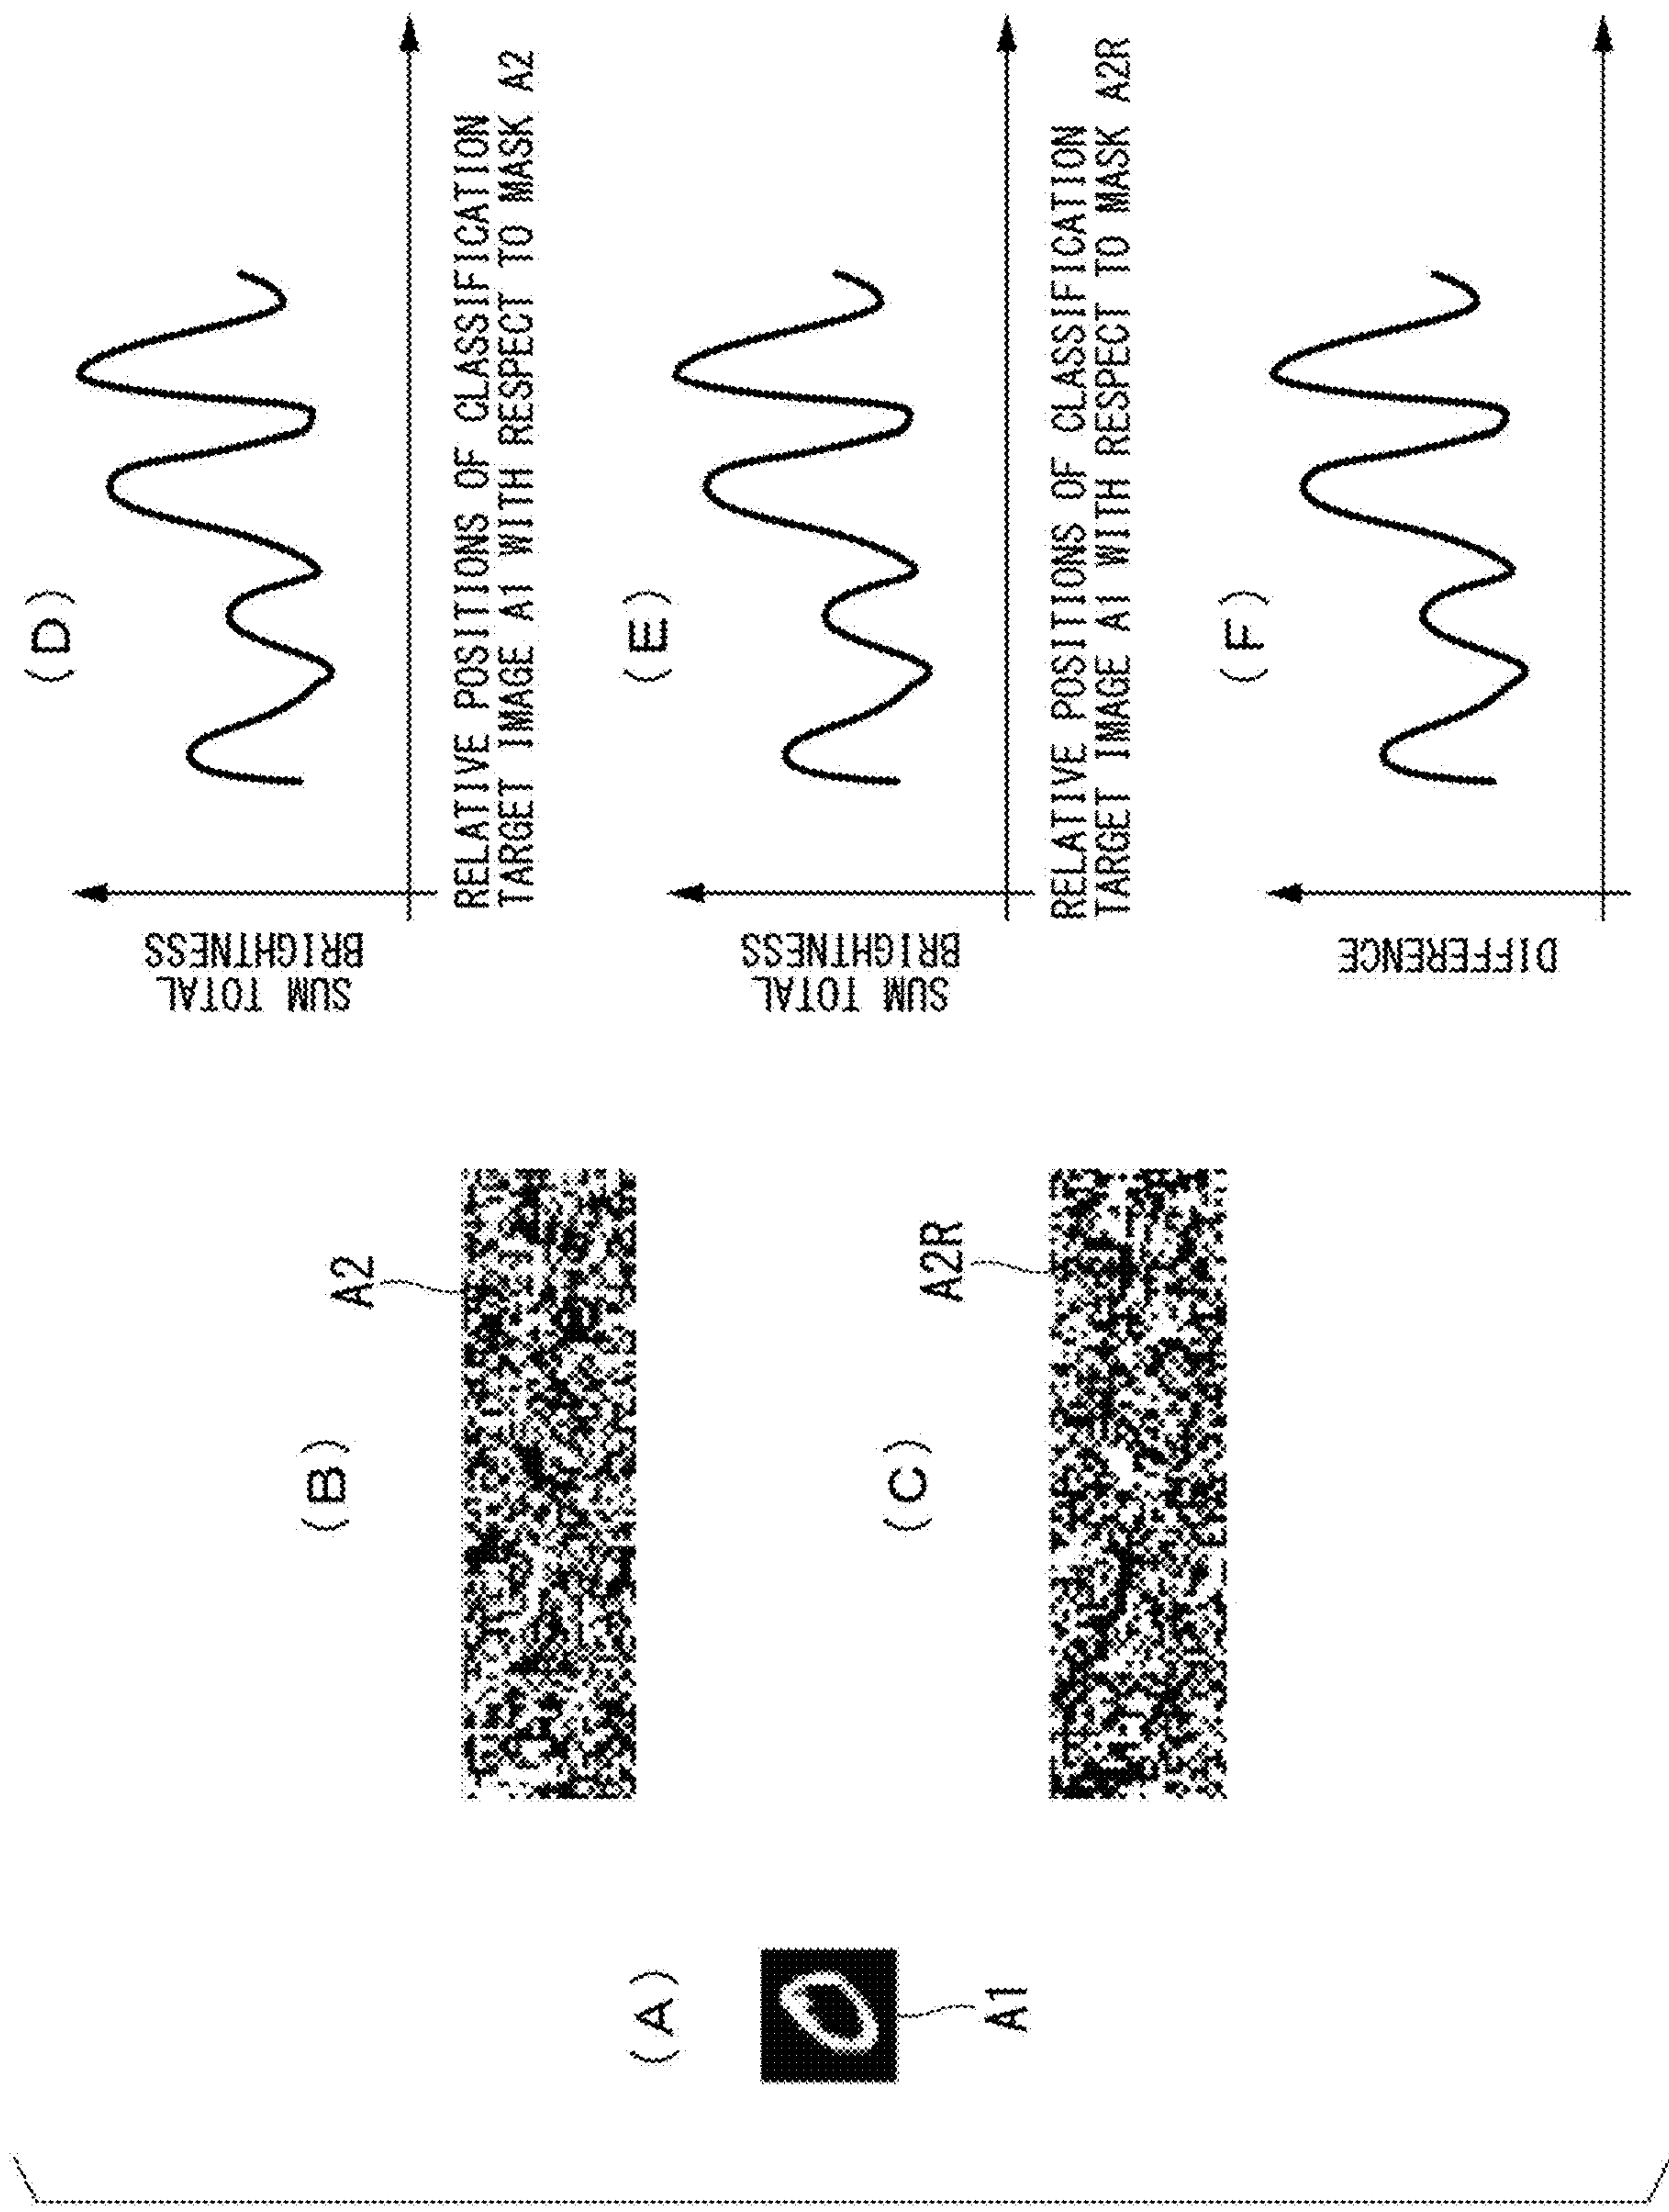 (A)
A1
(B)
A2
(C)
A2R
(D)
SUM TOTAL
BRIGHTNESS
RELATIVE POSITIONS OF CLASSIFICATION
TARGET IMAGE A1 WITH RESPECT TO MASK A2
(E)
SUM TOTAL
BRIGHTNESS
RELATIVE POSITIONS OF CLASSIFICATION
TARGET IMAGE A1 WITH RESPECT TO MASK A2R
(F)
DIFFERENCE